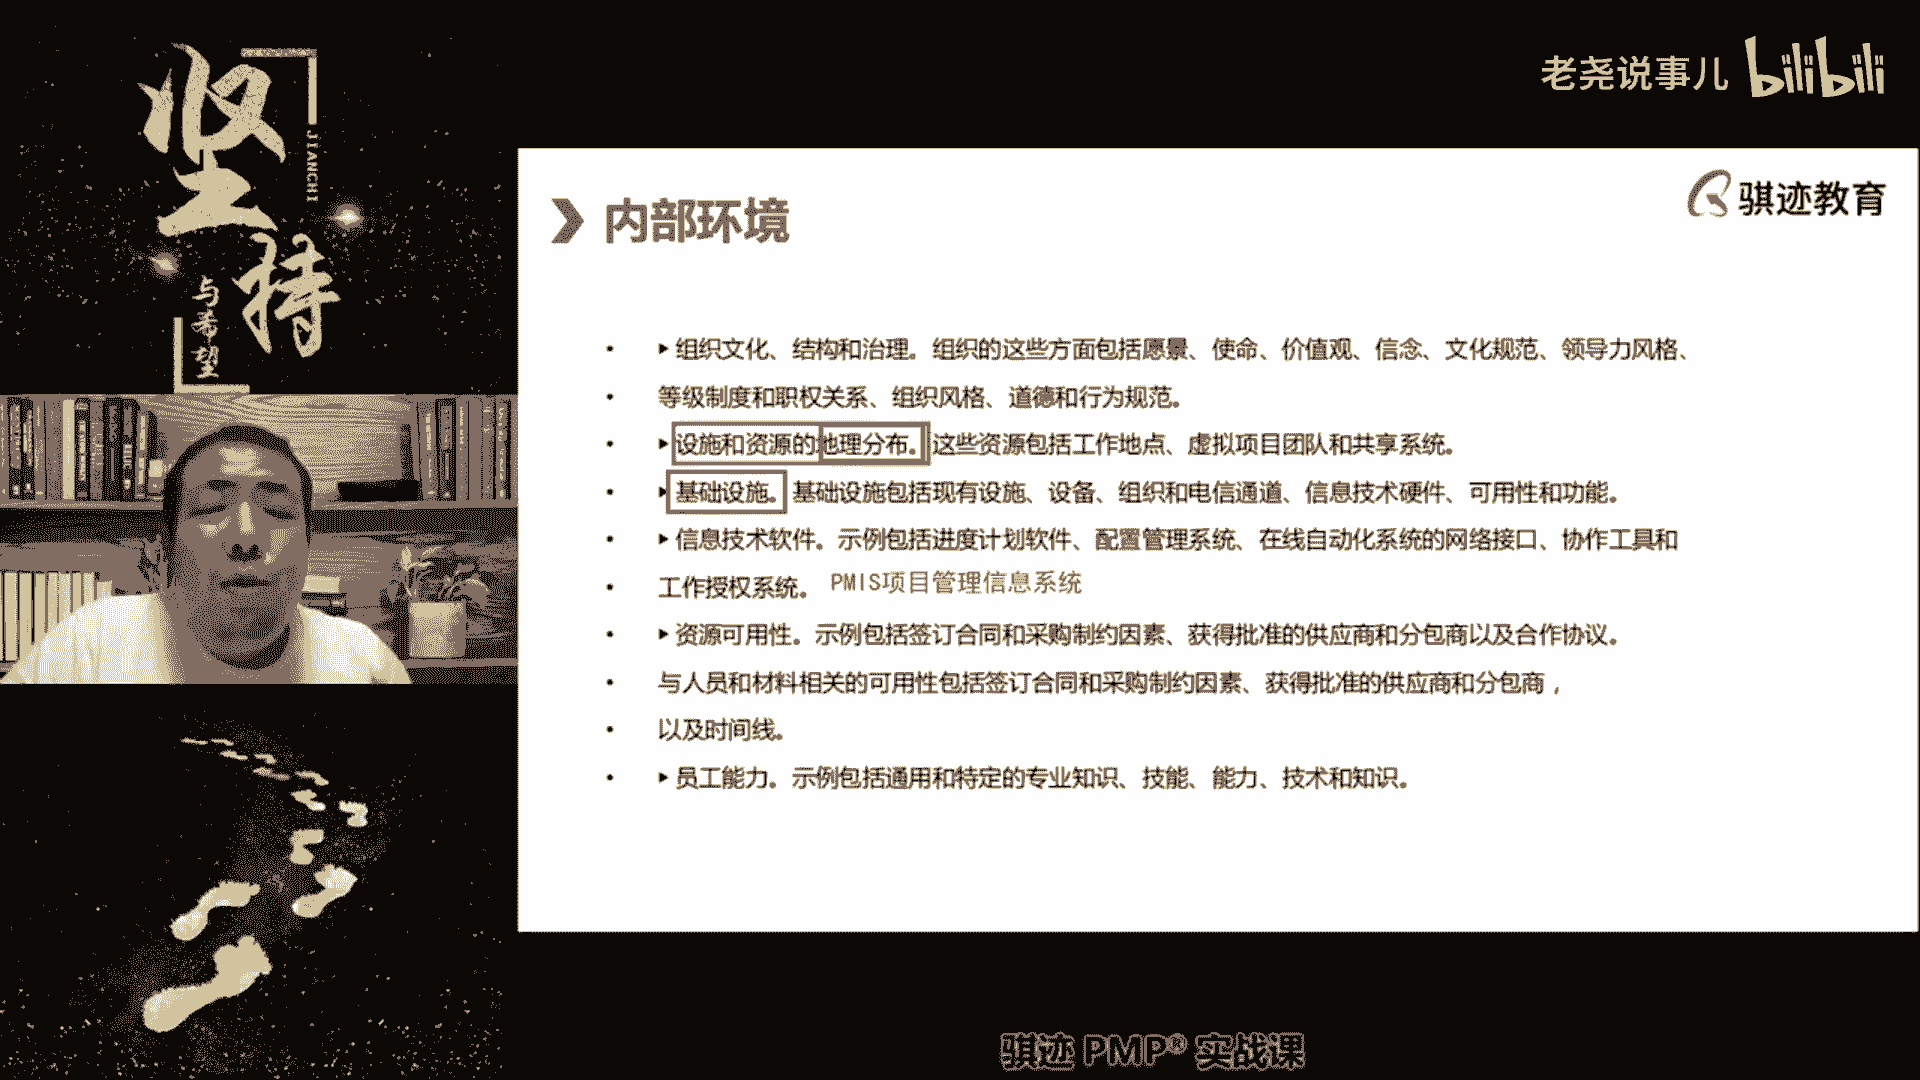 坚持
JIANCHI
与希望
老尧说事儿 bilibili
骐迹教育
内部环境
• ▸组织文化、结构和治理。组织的这些方面包括愿景、使命、价值观、信念、文化规范、领导力风格、
• 等级制度和职权关系、组织风格、道德和行为规范。
• ▸设施和资源的地理分布。这些资源包括工作地点、虚拟项目团队和共享系统。
• ▸基础设施。基础设施包括现有设施、设备、组织和电信通道、信息技术硬件、可用性和功能。
• ▸信息技术软件。示例包括进度计划软件、配置管理系统、在线自动化系统的网络接口、协作工具和
• 工作授权系统。 PMIS项目管理信息系统
• ▸资源可用性。示例包括签订合同和采购制约因素、获得批准的供应商和分包商以及合作协议。
• 与人员和材料相关的可用性包括签订合同和采购制约因素、获得批准的供应商和分包商，
• 以及时间线。
• ▸员工能力。示例包括通用和特定的专业知识、技能、能力、技术和知识。
骐迹 PMP® 实战课